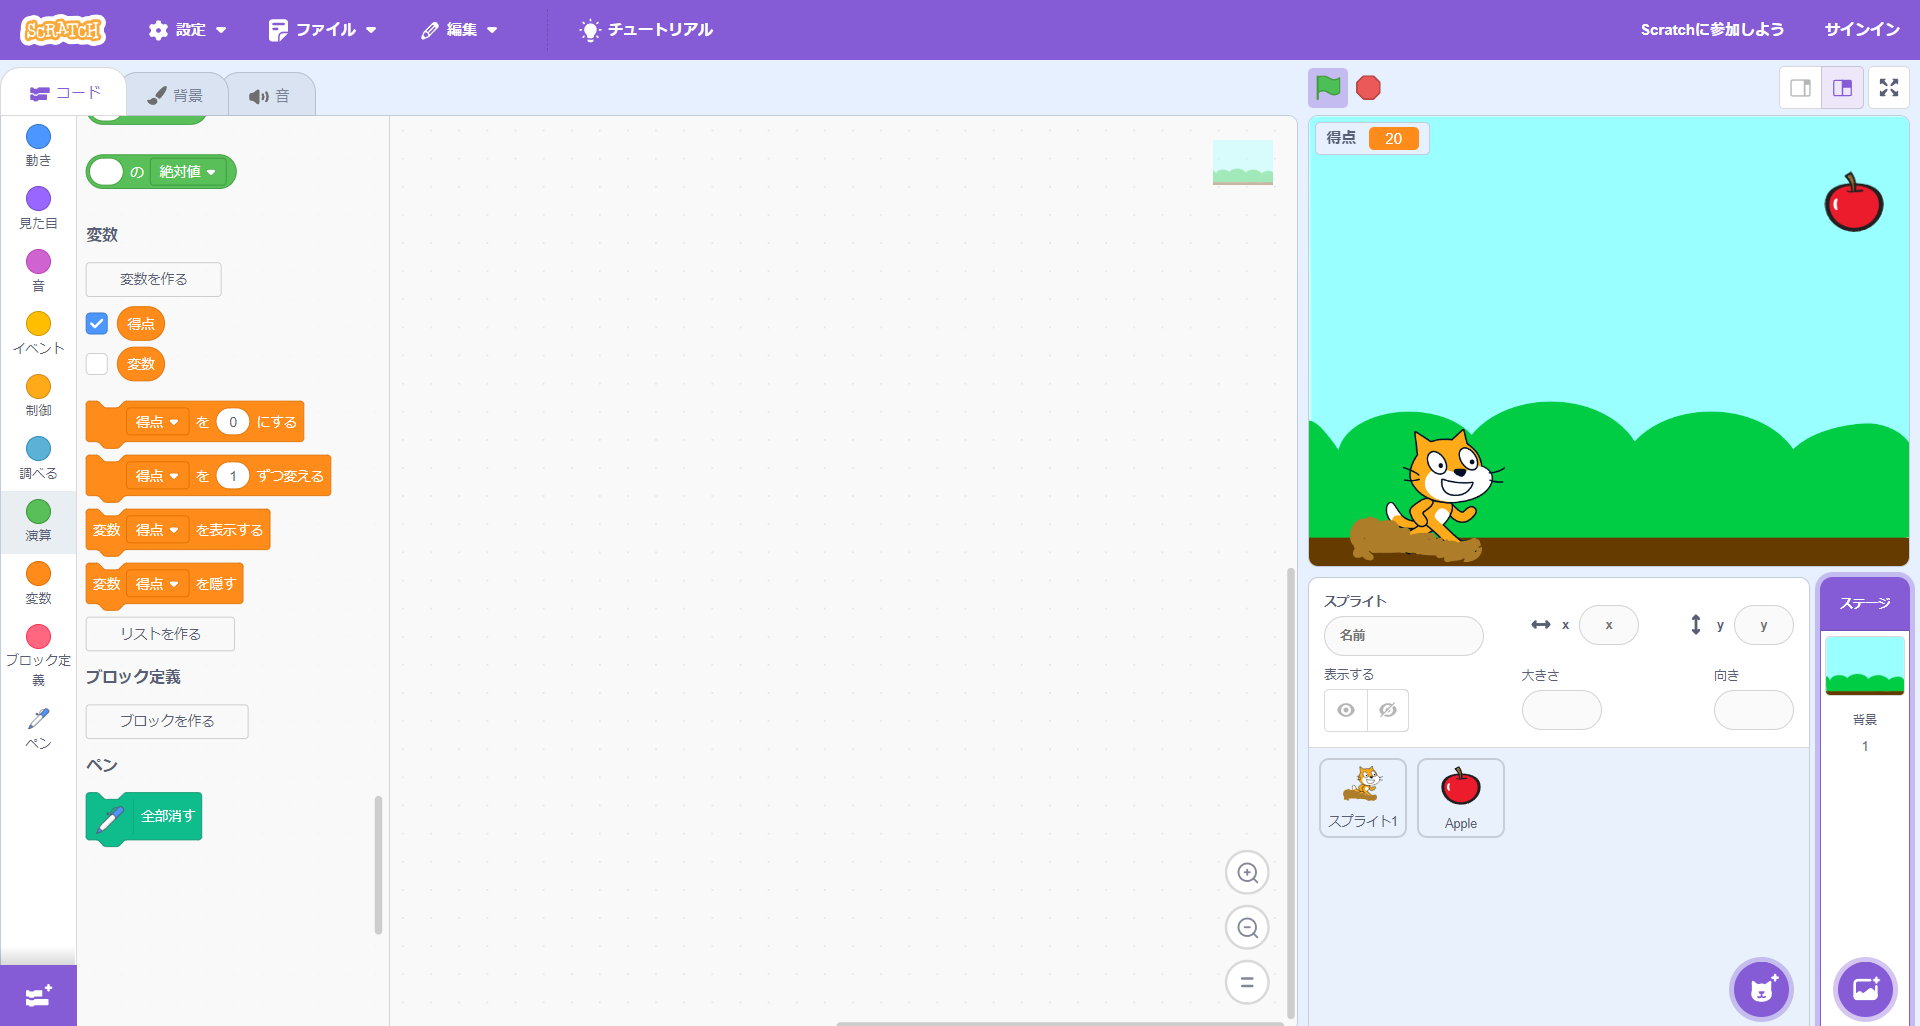 SCRATCH 設定 ファイル 編集 チュートリアル Scratchに参加しよう サインイン
コード 背景 音
動き
見た目
音
イベント
制御
調べる
演算
変数
ブロック定
義
ペン
の 絶対値
変数
変数を作る
得点
変数
得点 を 0 にする
得点 を 1 ずつ変える
変数 得点 を表示する
変数 得点 を隠す
リストを作る
ブロック定義
ブロックを作る
ペン
全部消す
得点 20
スプライト
名前
x x
y y
表示する
大きさ
向き
スプライト1
Apple
ステージ
背景
1